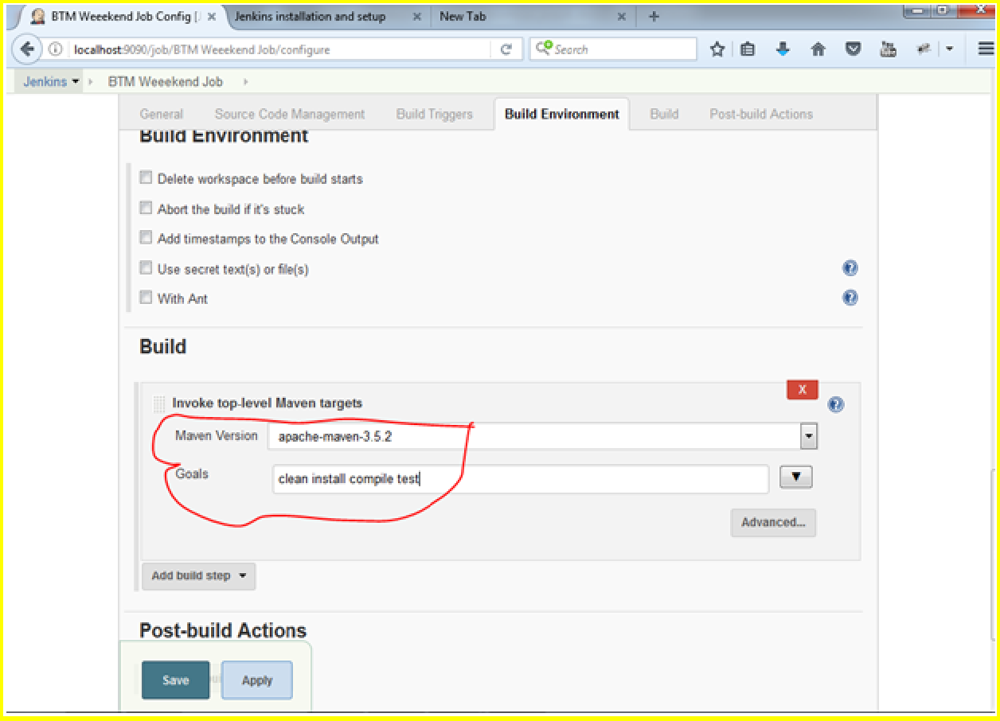 BTM Weeekend Job Config [J
Jenkins installation and setup
New Tab
localhost:9090/job/BTM Weeekend Job/configure
Search
Jenkins
BTM Weeekend Job
General Source Code Management Build Triggers Build Environment Build Post-build Actions
Build Environment
Delete workspace before build starts
Abort the build if it's stuck
Add timestamps to the Console Output
Use secret text(s) or file(s)
With Ant
Build
X
Invoke top-level Maven targets
Maven Version apache-maven-3.5.2
Goals clean install compile test
Advanced...
Add build step
Post-build Actions
Save Apply